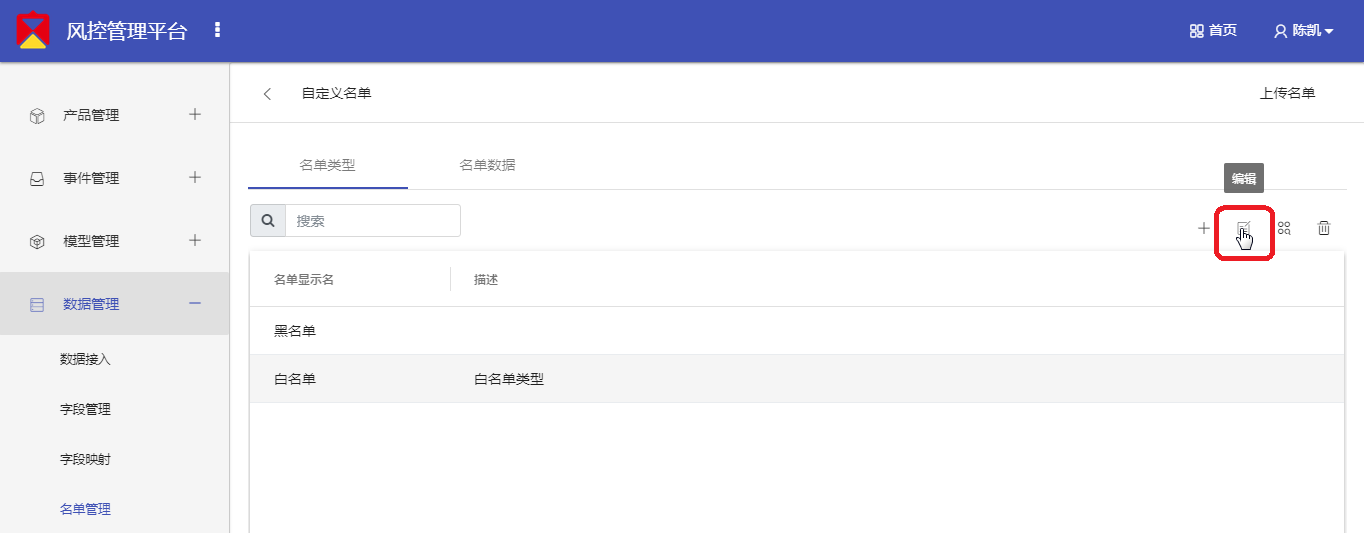 风控管理平台
首页
陈凯
产品管理
事件管理
模型管理
数据管理
数据接入
字段管理
字段映射
名单管理
自定义名单
上传名单
名单类型
名单数据
编辑
搜索
名单显示名
描述
黑名单
白名单
白名单类型